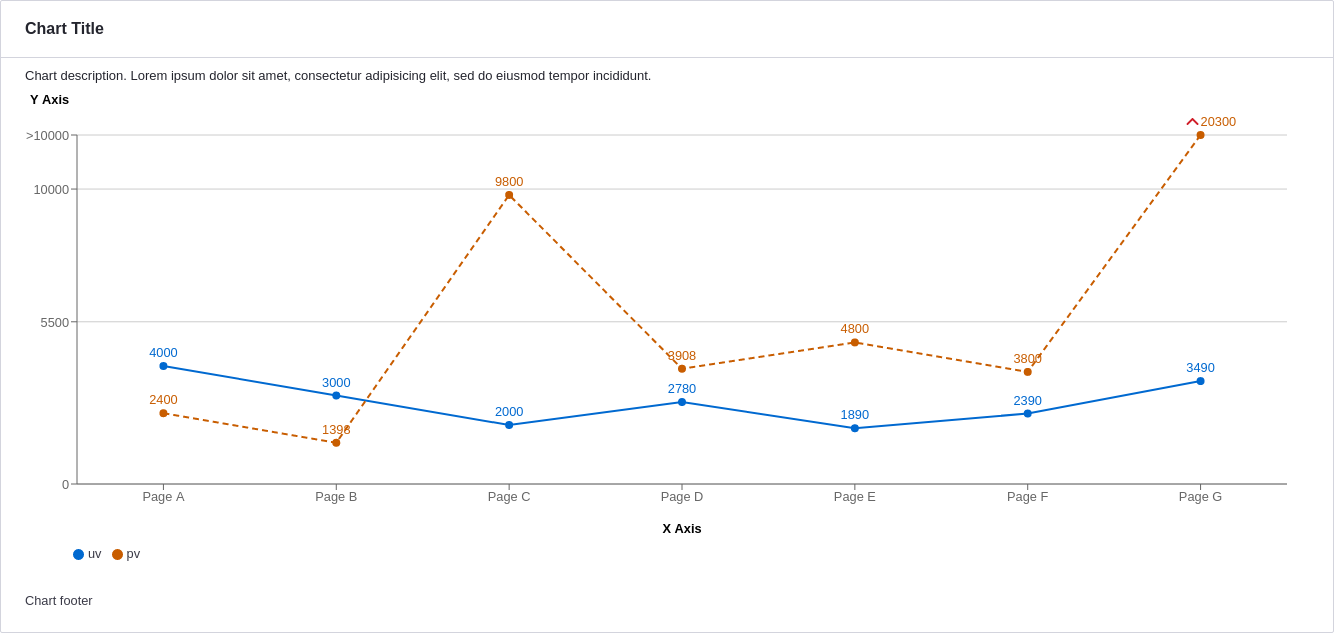 Chart Title
Chart description. Lorem ipsum dolor sit amet, consectetur adipisicing elit, sed do eiusmod tempor incididunt.
Y Axis
20300
>10000
9800
10000
4800
5500
3908
3800
4000
3000
2780
3490
2400
1398
2000
1890
2390
0
Page A Page B Page C Page D Page E Page F Page G
X Axis
uv pv
Chart footer